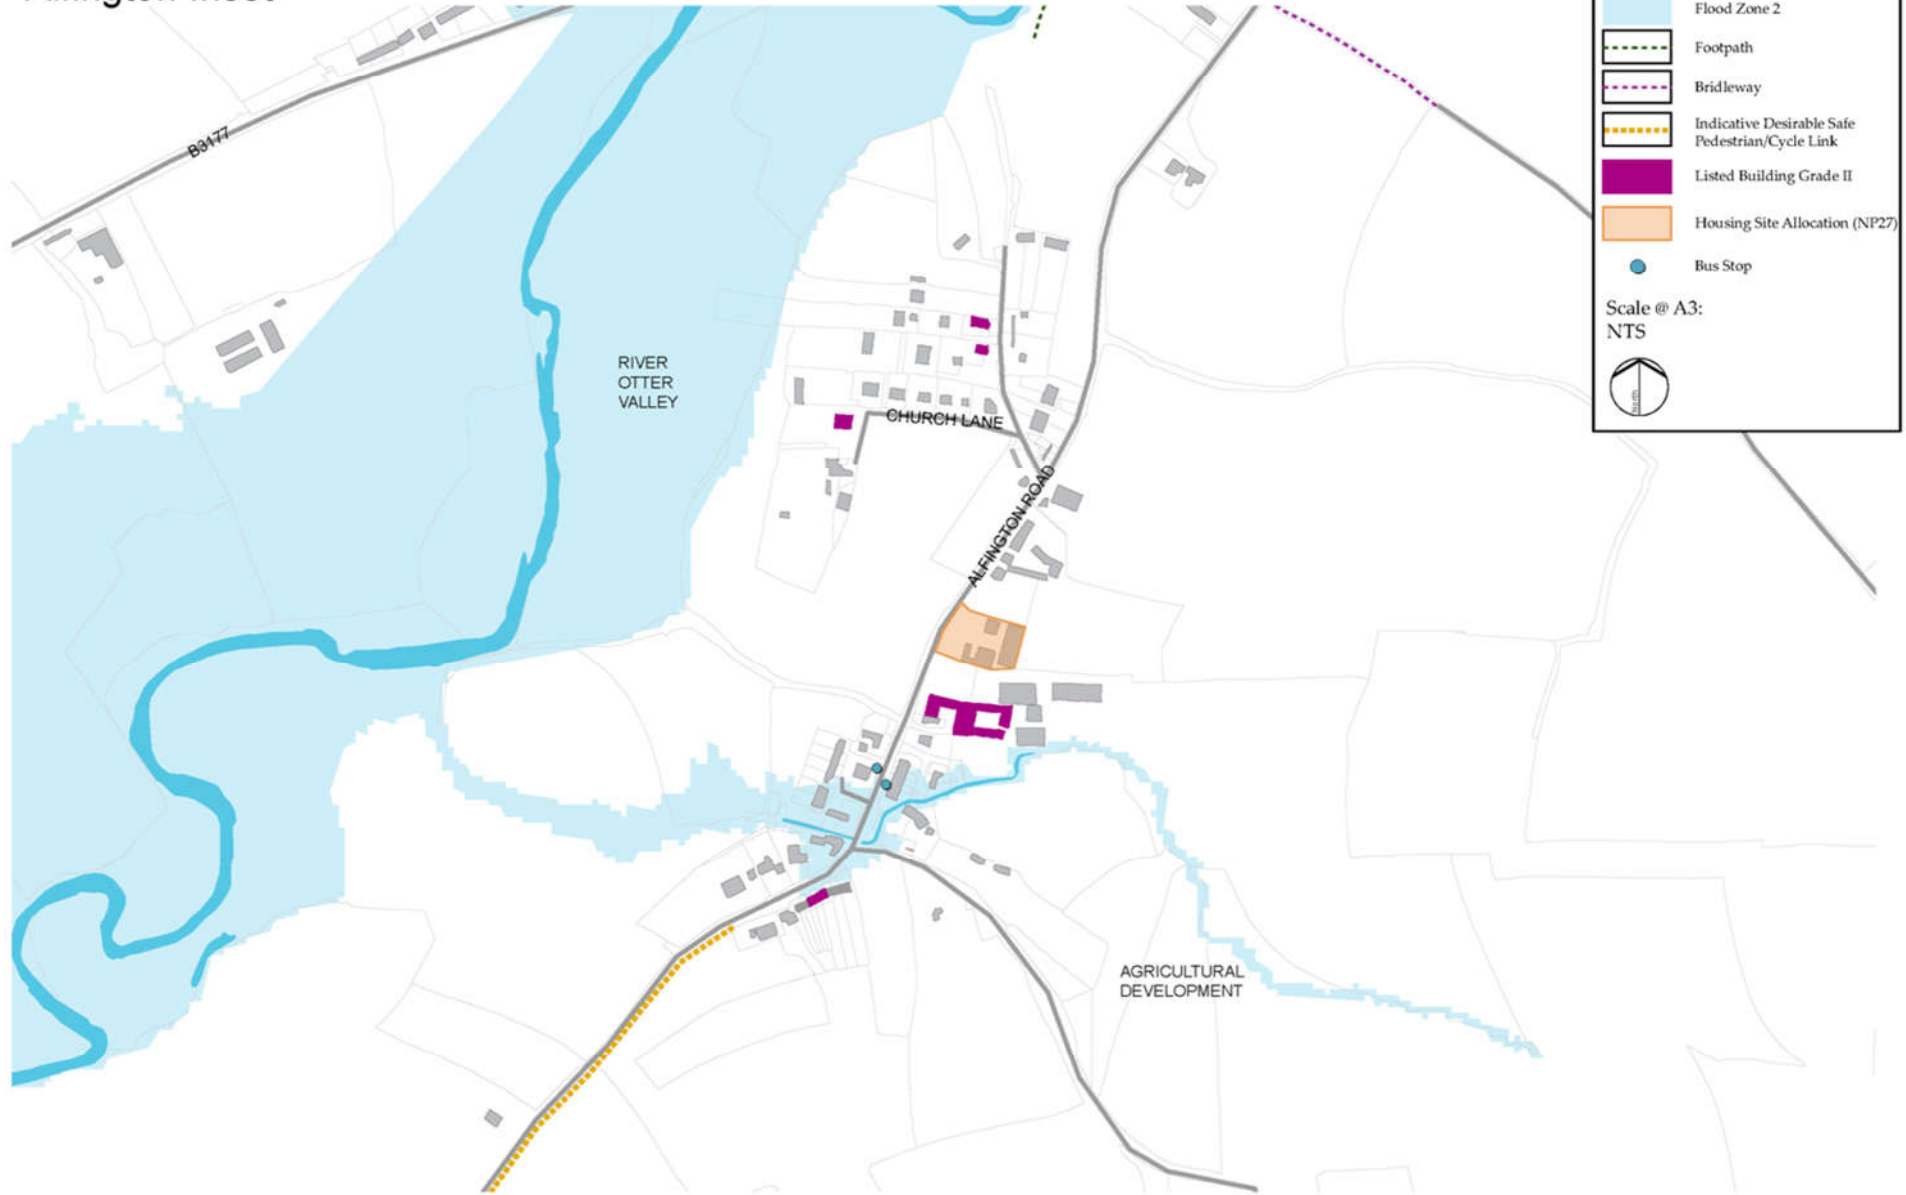 Flood Zone 2
Footpath
Bridleway
Indicative Desirable Safe
Pedestrian/Cycle Link
Listed Building Grade II
Housing Site Allocation (NP27)
Bus Stop
Scale @ A3:
NTS
North
B3177
RIVER
OTTER
VALLEY
CHURCH LANE
ALFINGTON ROAD
AGRICULTURAL
DEVELOPMENT